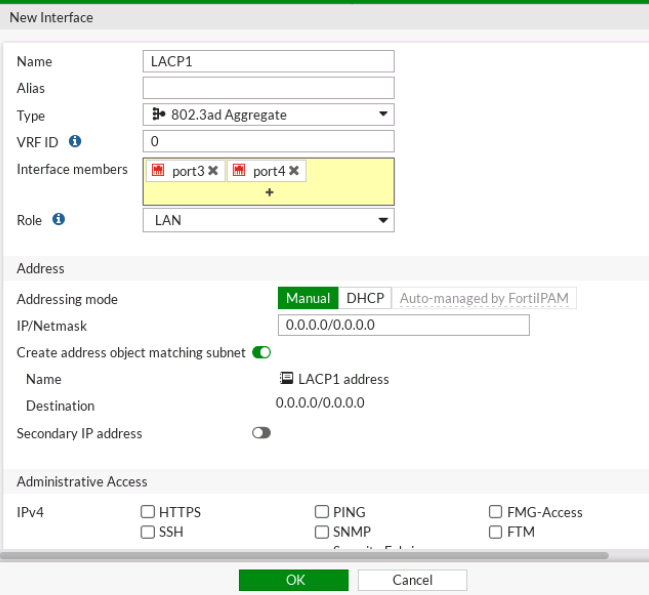 New Interface
Name LACP1
Alias
Type 802.3ad Aggregate
VRF ID 0
Interface members port3 port4
+
Role LAN
Address
Addressing mode Manual DHCP Auto-managed by FortiIPAM
IP/Netmask 0.0.0.0/0.0.0.0
Create address object matching subnet
Name LACP1 address
Destination 0.0.0.0/0.0.0.0
Secondary IP address
Administrative Access
IPv4 HTTPS PING FMG-Access
SSH SNMP FTM
OK Cancel